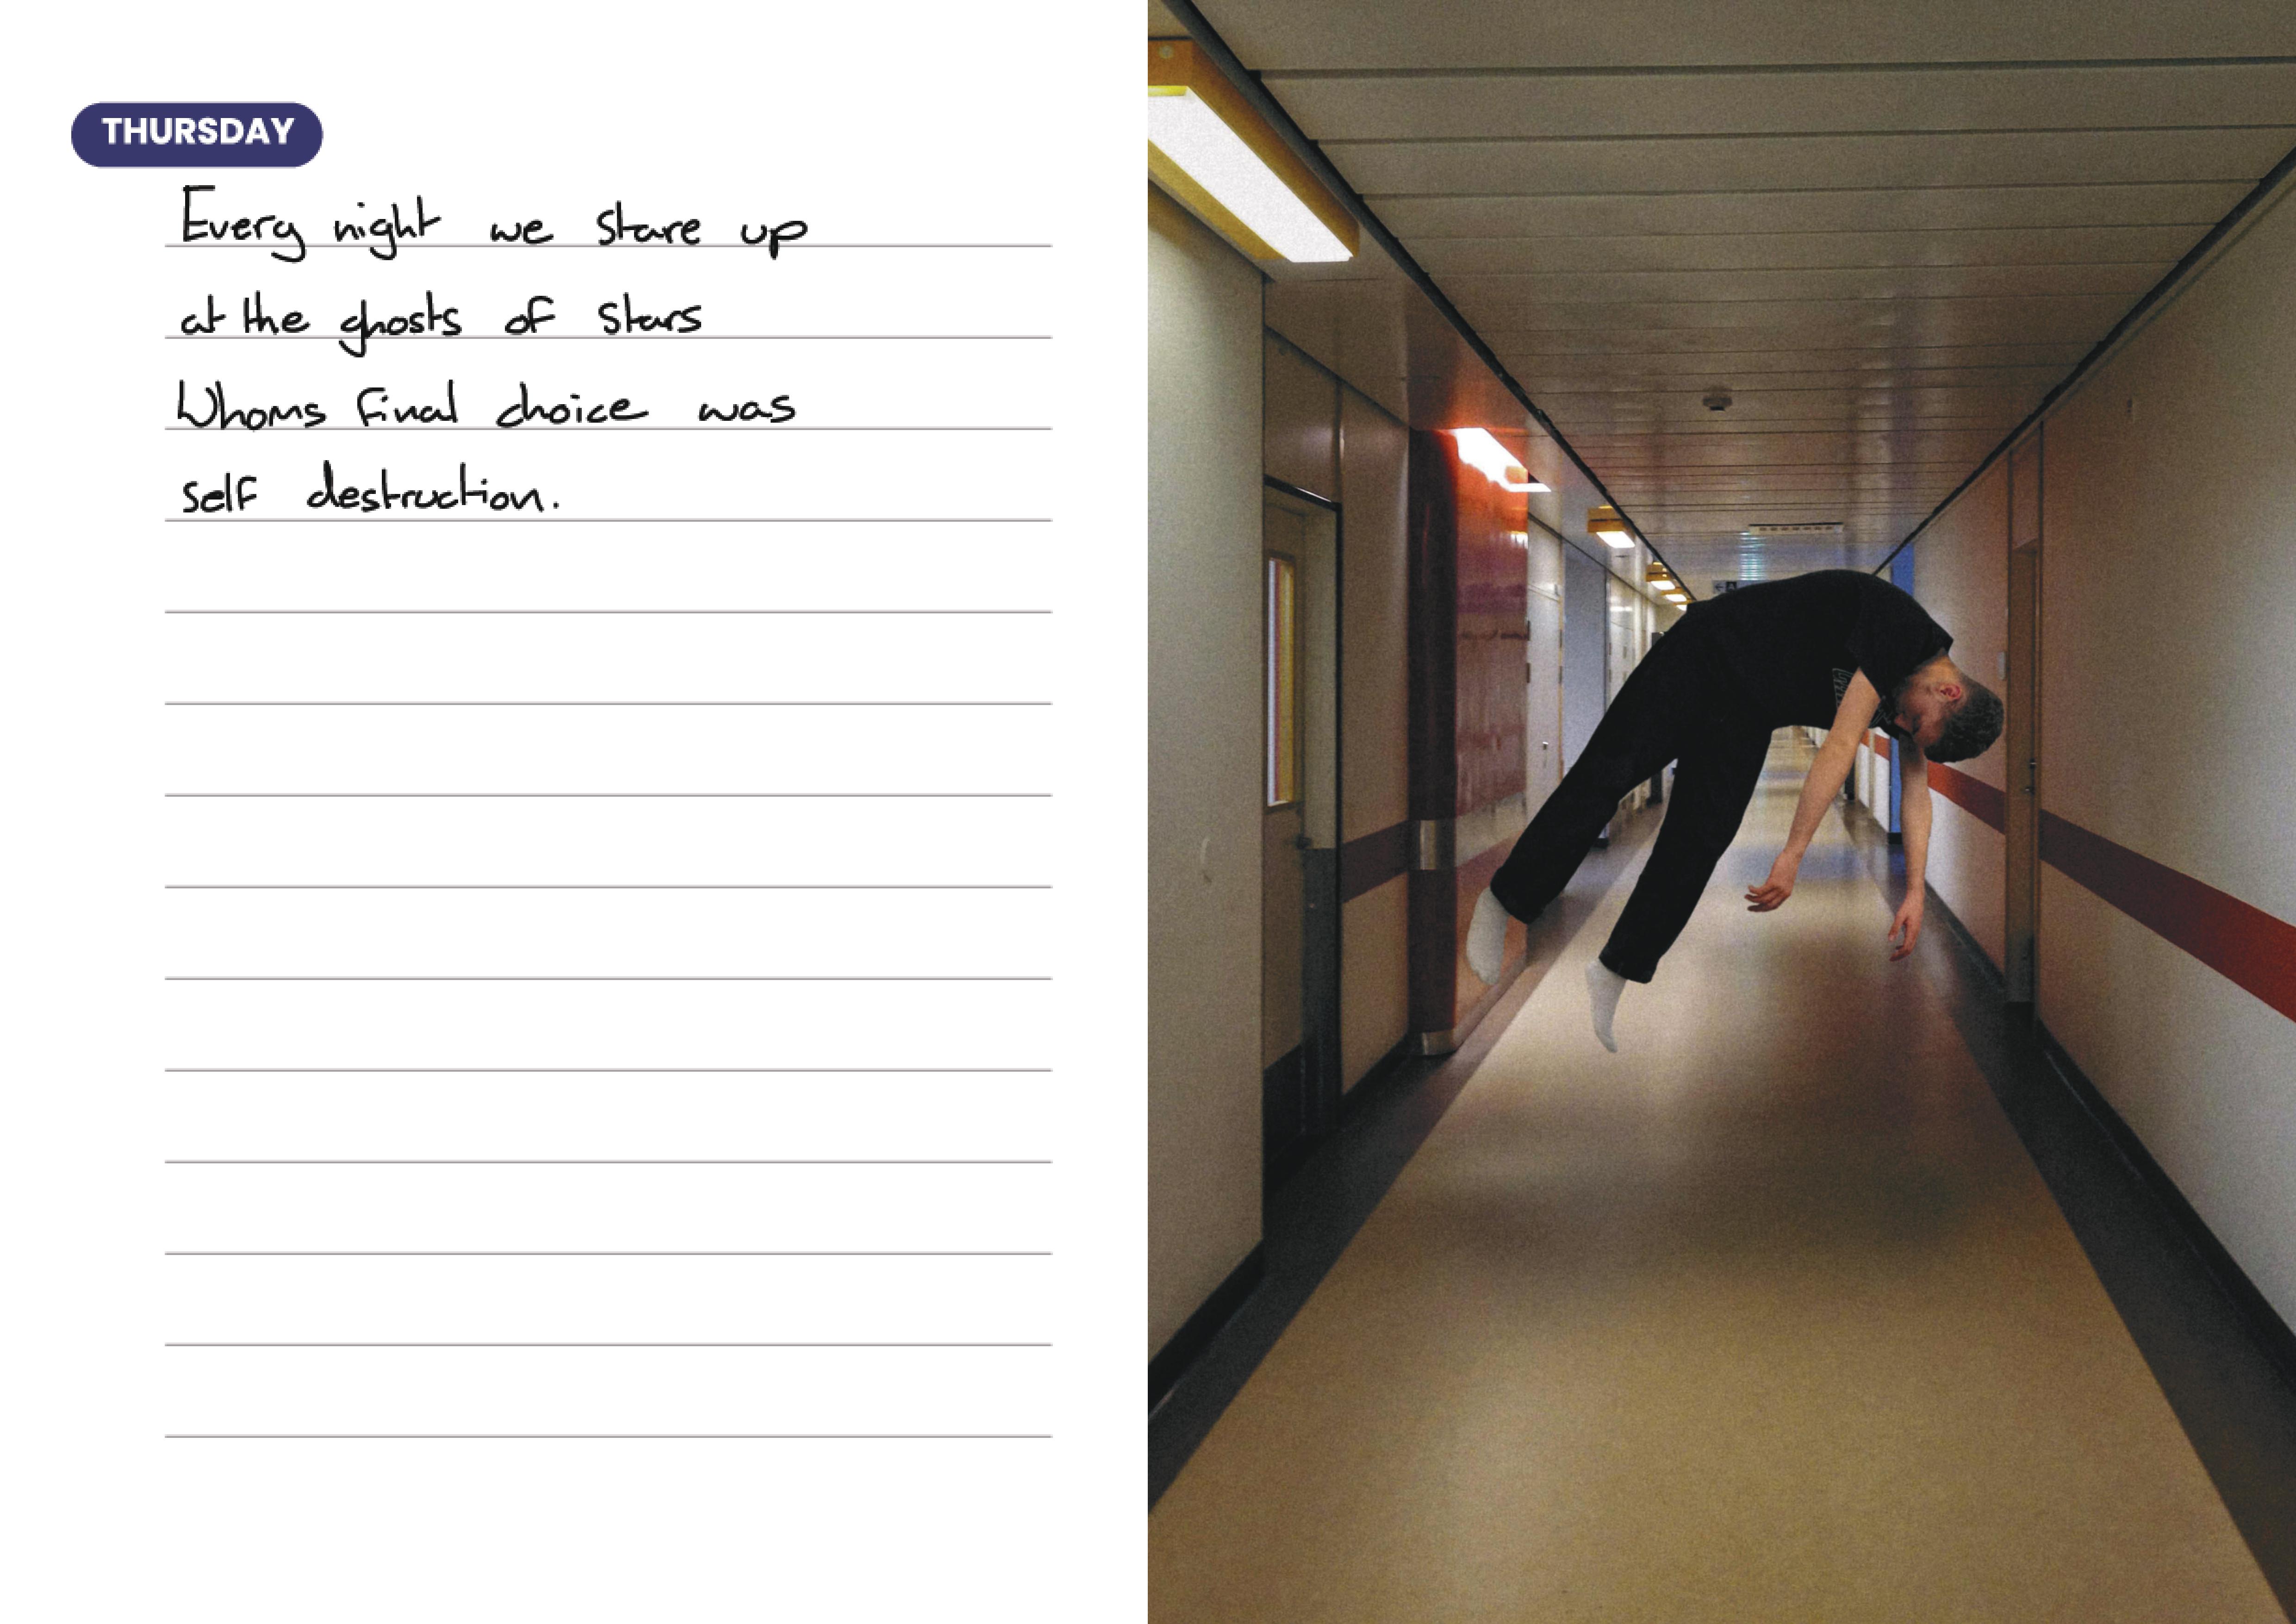 THURSDAY
Every night we stare up
at the ghosts of stars
Whoms final choice was
self destruction.